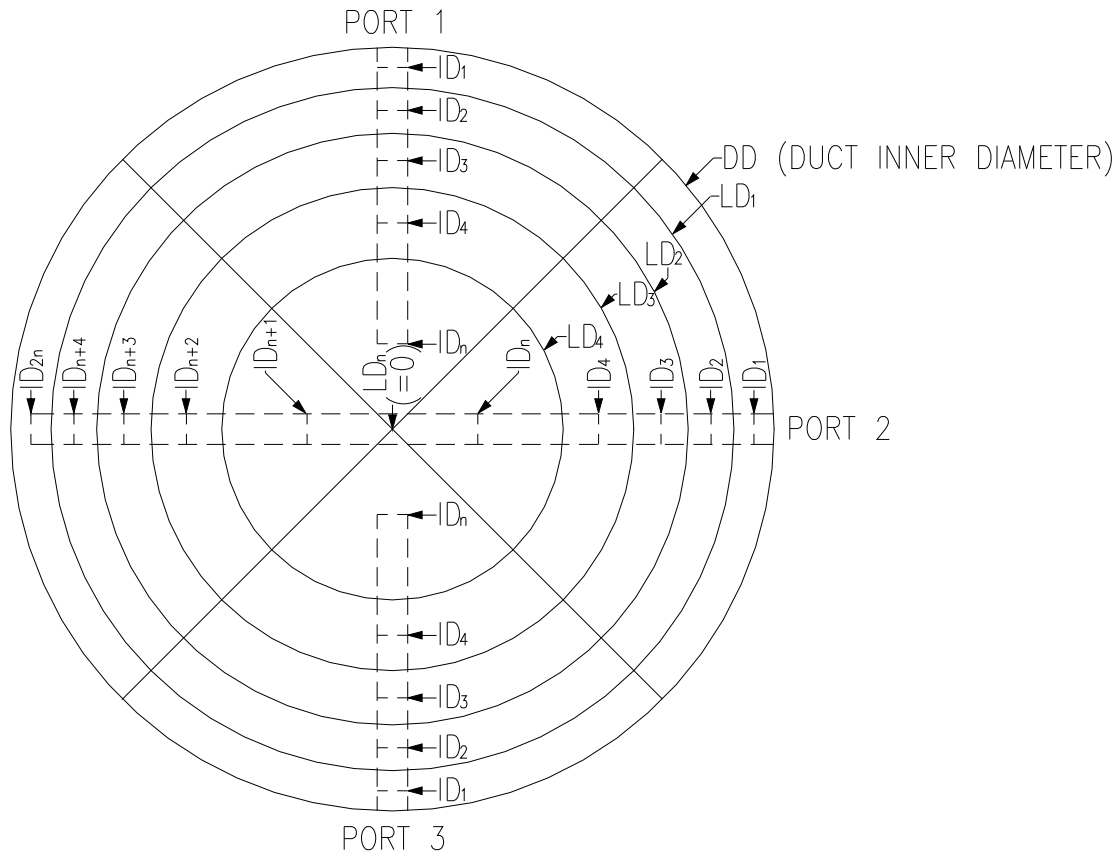 PORT 1
ID₁
ID₂
ID₃
ID₄
IDₙ
DD (DUCT INNER DIAMETER)
LD₁
LD₂
LD₃
LD₄
LDₙ
(=0)
ID₂ₙ
IDₙ₊₄
IDₙ₊₃
IDₙ₊₂
IDₙ₊₁
IDₙ
ID₄
ID₃
ID₂
ID₁
PORT 2
IDₙ
ID₄
ID₃
ID₂
ID₁
PORT 3